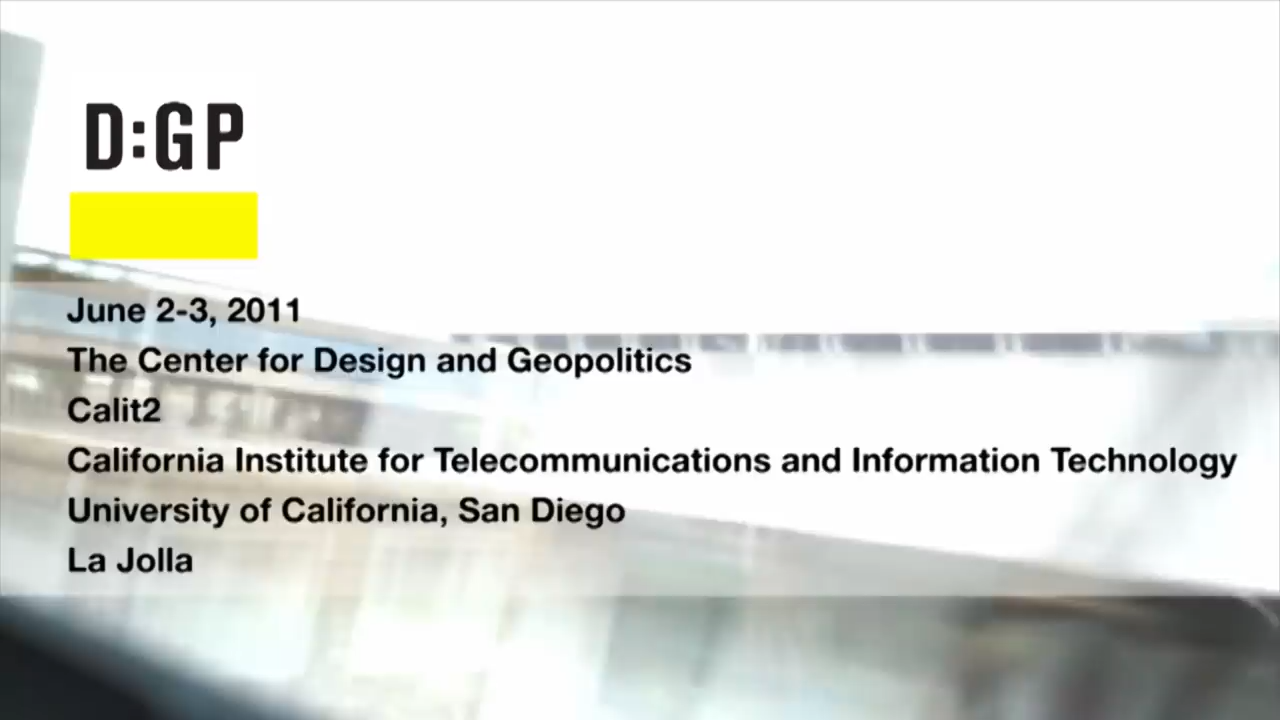 D:GP
June 2-3, 2011
The Center for Design and Geopolitics
Calit2
California Institute for Telecommunications and Information Technology
University of California, San Diego
La Jolla